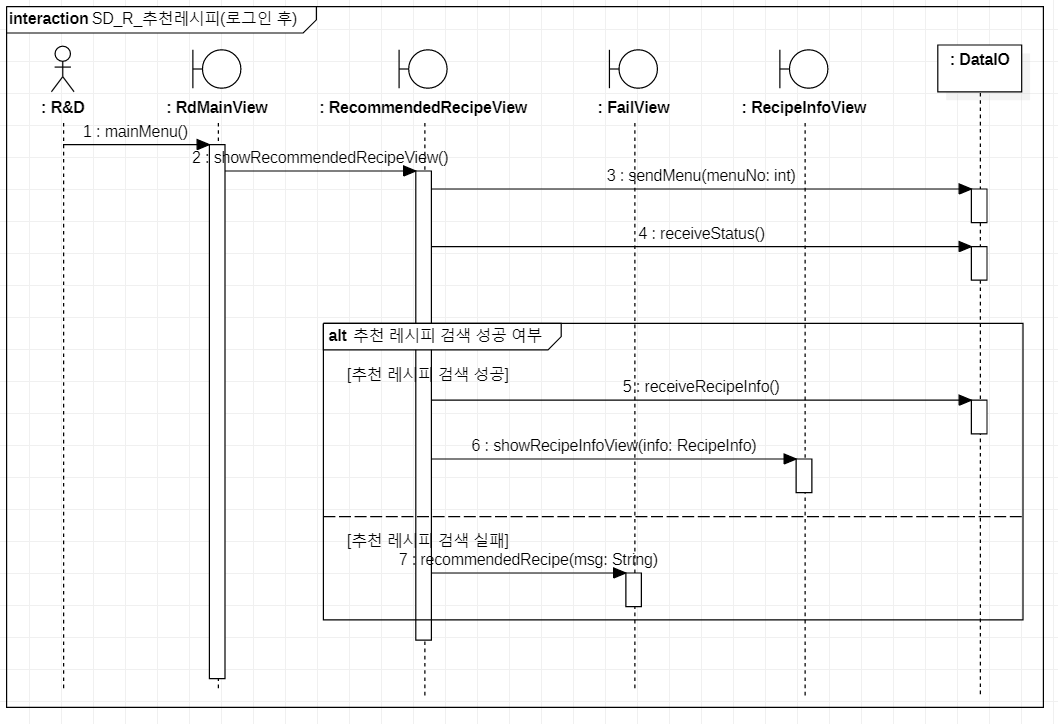 interaction SD_R_추천레시피(로그인 후)
: R&D
: RdMainView
: RecommendedRecipeView
: FailView
: RecipeInfoView
: DataIO
1 : mainMenu()
2 : showRecommendedRecipeView()
3 : sendMenu(menuNo: int)
4 : receiveStatus()
alt 추천 레시피 검색 성공 여부
[추천 레시피 검색 성공]
5 : receiveRecipeInfo()
6 : showRecipeInfoView(info: RecipeInfo)
[추천 레시피 검색 실패]
7 : recommendedRecipe(msg: String)